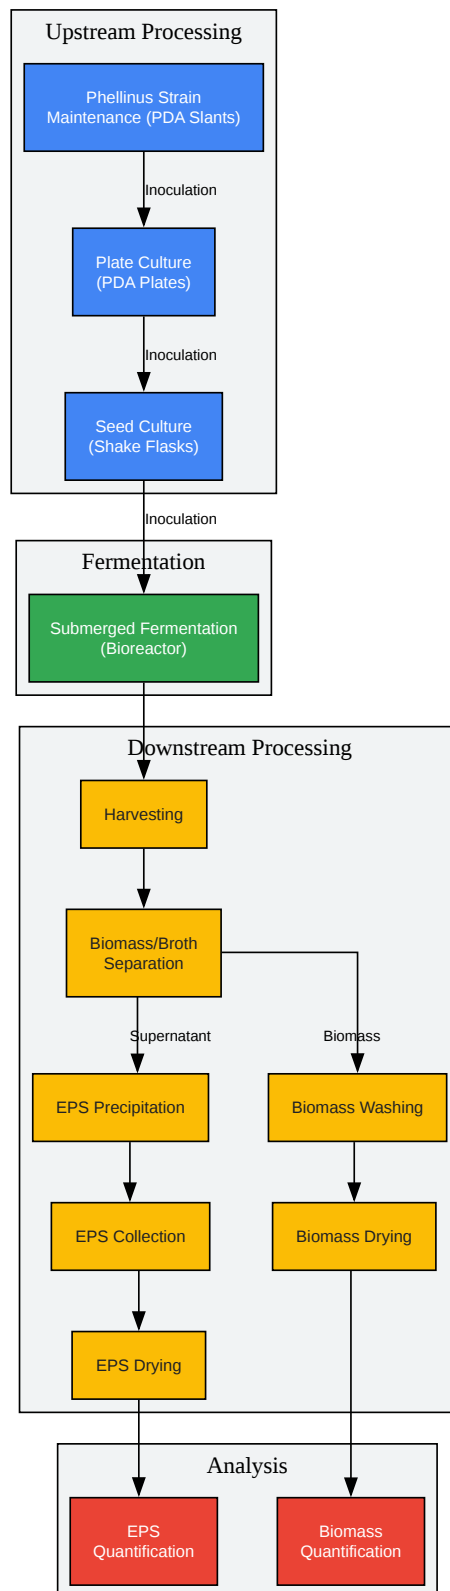 Upstream Processing
Phellinus Strain
Maintenance (PDA Slants)
Inoculation
Plate Culture
(PDA Plates)
Inoculation
Seed Culture
(Shake Flasks)
Inoculation
Fermentation
Submerged Fermentation
(Bioreactor)
Downstream Processing
Harvesting
Biomass/Broth
Separation
Supernatant
Biomass
EPS Precipitation
Biomass Washing
EPS Collection
Biomass Drying
EPS Drying
Analysis
EPS
Quantification
Biomass
Quantification